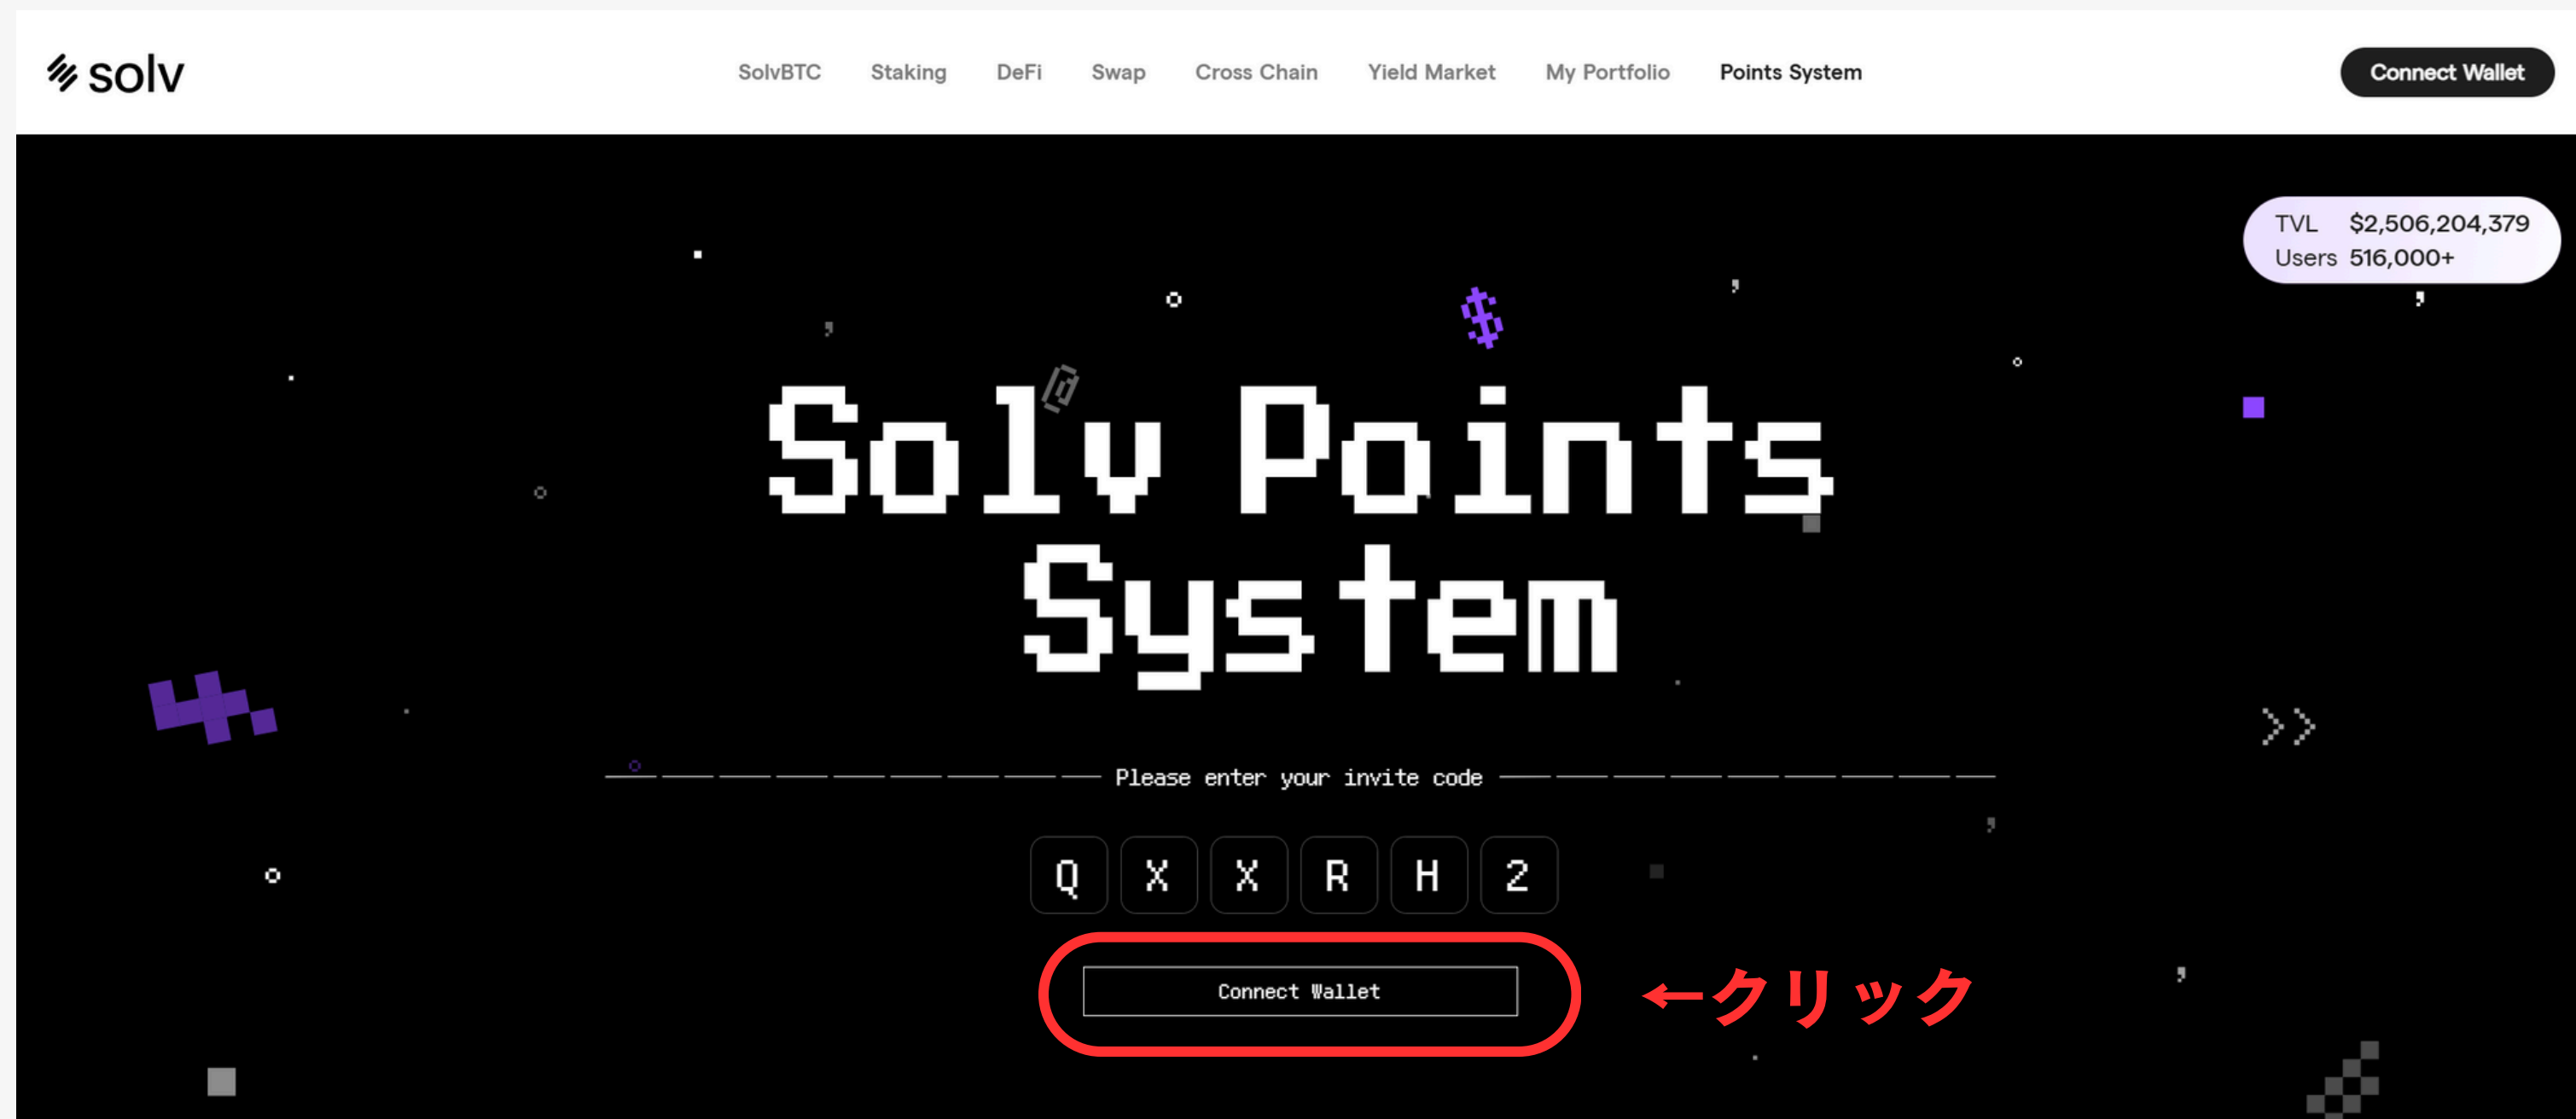 solv
SolvBTC Staking DeFi Swap Cross Chain Yield Market My Portfolio Points System
Connect Wallet
TVL $2,506,204,379
Users 516,000+
Solv Points
System
Please enter your invite code
Q X X R H 2
Connect Wallet
←クリック